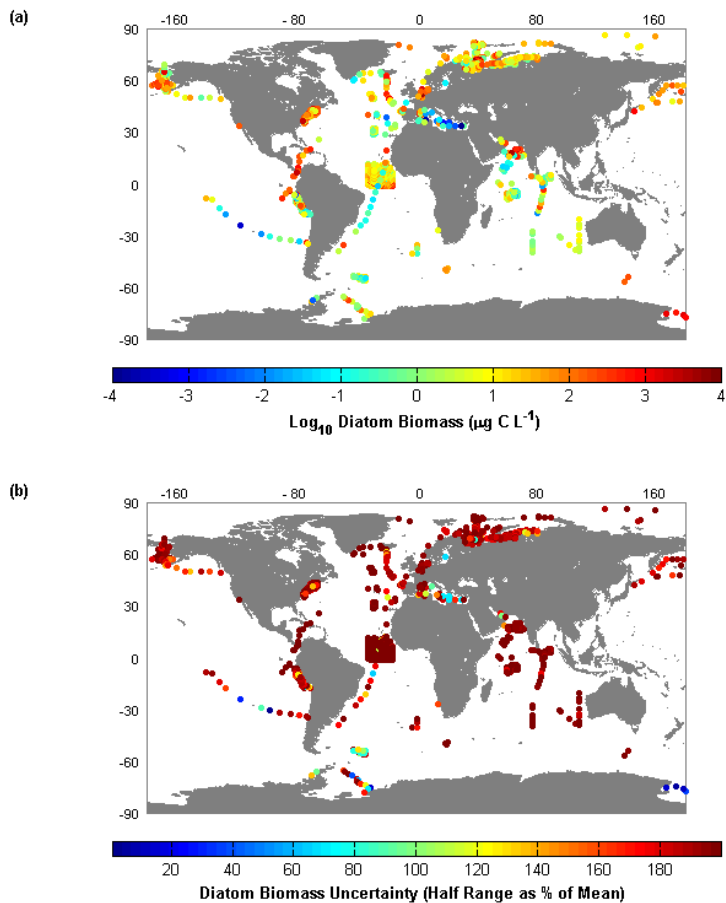 (a)
-160 -80 0 80 160
90
60
30
0
-30
-60
-90
-4 -3 -2 -1 0 1 2 3 4
Log10 Diatom Biomass (μg C L-1)
(b)
-160 -80 0 80 160
90
60
30
0
-30
-60
-90
20 40 60 80 100 120 140 160 180
Diatom Biomass Uncertainty (Half Range as % of Mean)